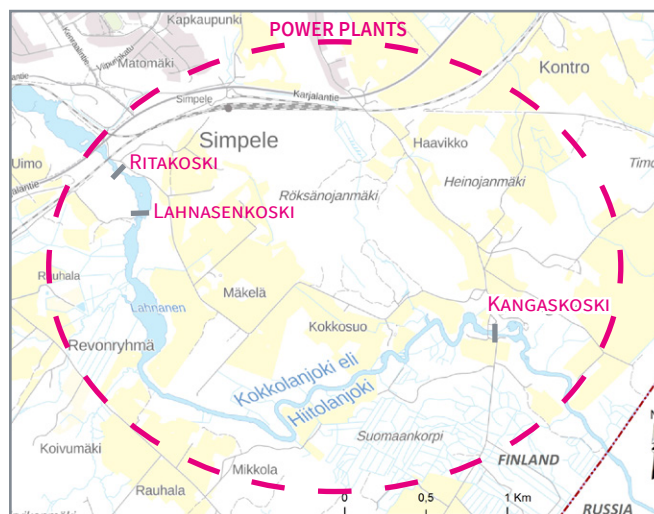 Kapkaupunki
POWER PLANTS
Matomäki
Kontro
Karjalantie
Simpele
Simpele
Haavikko
Uimo
RITAKOSKI
Heinojanmäki
Röksänojanmäki
LAHNASENKOSKI
Rauhala
Mäkelä
Lahnanen
KANGASKOSKI
Kokkosuo
Revonryhmä
Kokkolanjoki eli
Hiitolanjoki
Suomaankorpi
Koivumäki
Mikkola
FINLAND
Rauhala
0 0,5 1 Km
RUSSIA